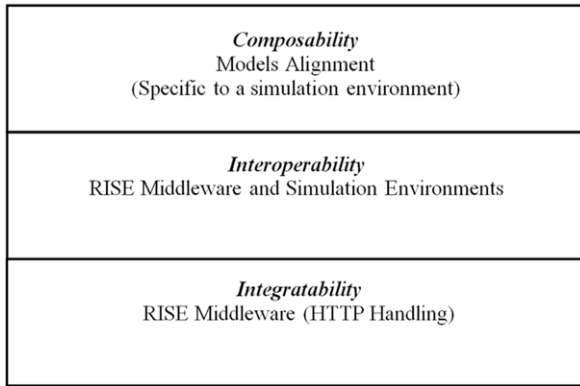 Composability
Models Alignment
(Specific to a simulation environment)
Interoperability
RISE Middleware and Simulation Environments
Integratability
RISE Middleware (HTTP Handling)